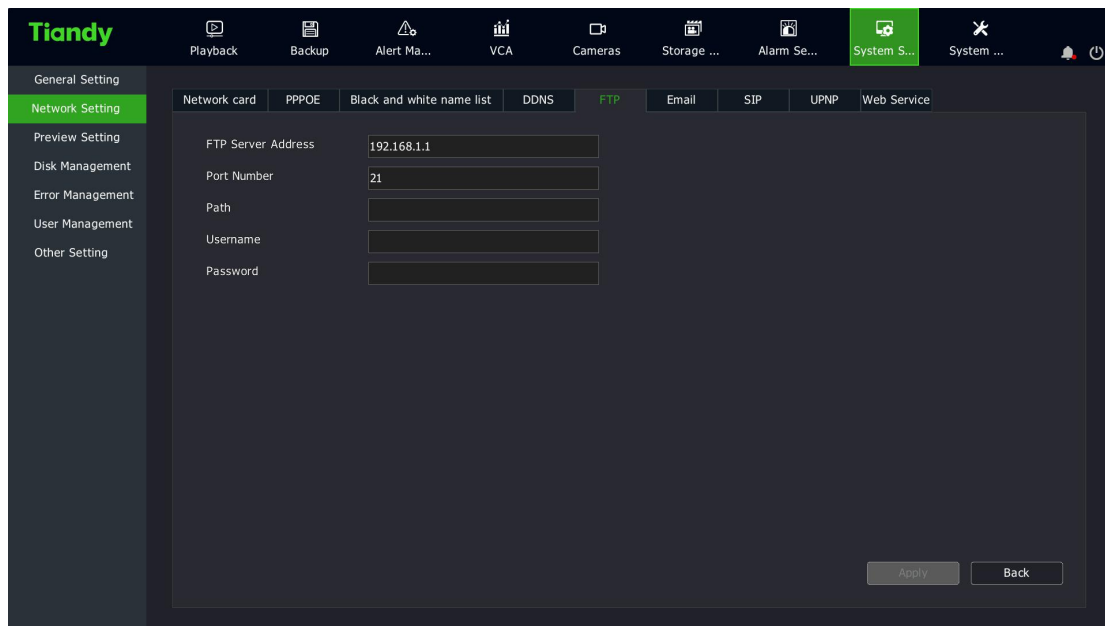 Tiandy
Playback Backup Alert Ma... VCA Cameras Storage ... Alarm Se... System S... System ...
General Setting
Network Setting
Preview Setting
Disk Management
Error Management
User Management
Other Setting
Network card PPPOE Black and white name list DDNS FTP Email SIP UPNP Web Service
FTP Server Address 192.168.1.1
Port Number 21
Path
Username
Password
Apply Back